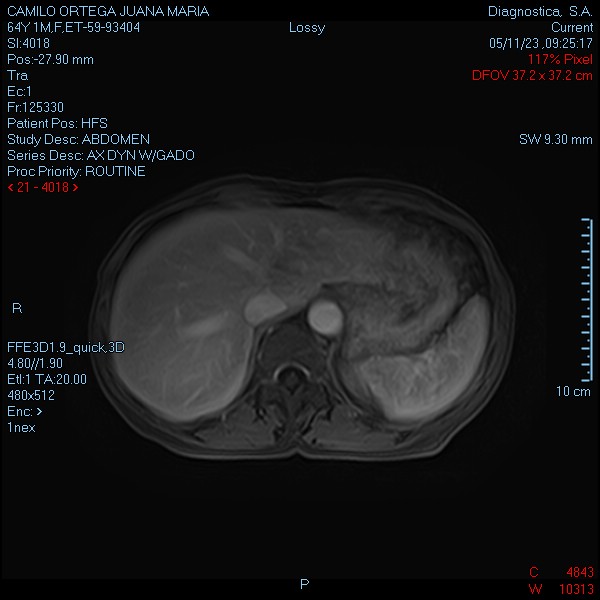 CAMILO ORTEGA JUANA MARIA
64Y 1M,F,ET-59-93404
SI:4018
Pos:-27.90 mm
Tra
Ec:1
Fr:125330
Patient Pos: HFS
Study Desc: ABDOMEN
Series Desc: AX DYN W/GADO
Proc Priority: ROUTINE
< 21 - 4018 >
Lossy
Diagnostica, S.A.
Current
05/11/23 ,09:25:17
117% Pixel
DFOV 37.2 x 37.2 cm
SW 9.30 mm
R
10 cm
FFE3D1.9_quick,3D
4.80//1.90
Etl:1 TA:20.00
480x512
Enc: >
1nex
P
C 4843
W 10313